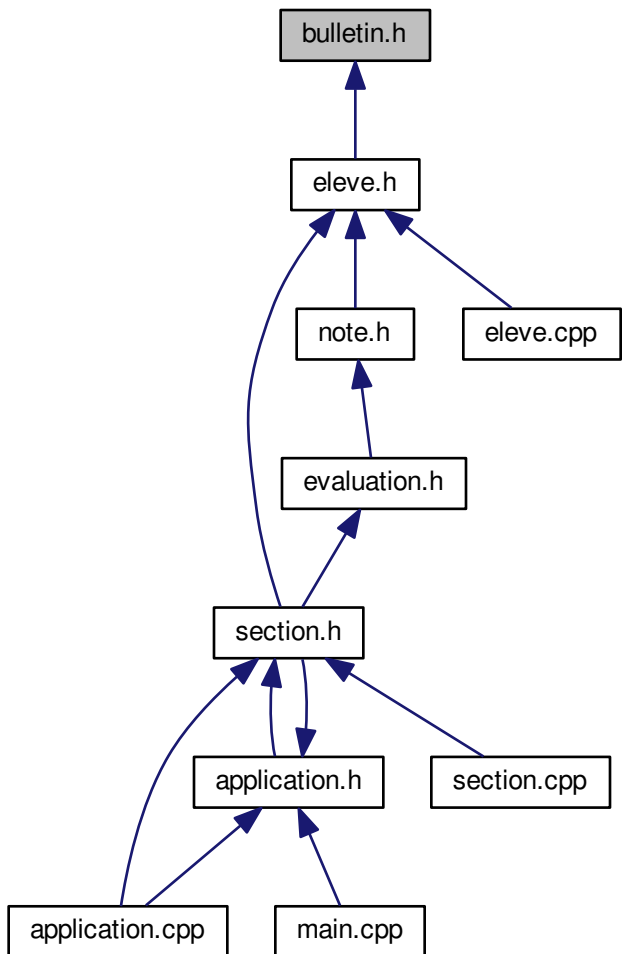 bulletin.h
eleve.h
note.h
eleve.cpp
evaluation.h
section.h
application.h
section.cpp
application.cpp
main.cpp